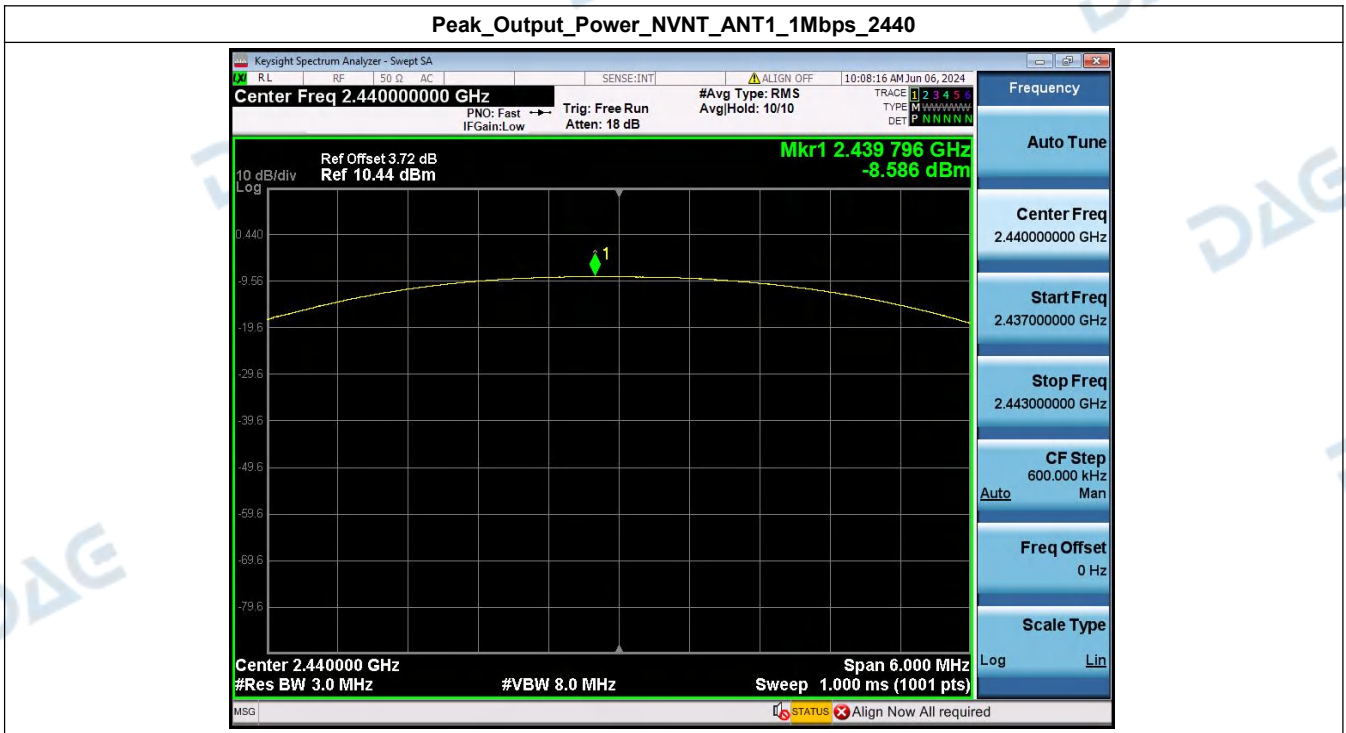 Peak_Output_Power_NVNT_ANT1_1Mbps_2440
Keysight Spectrum Analyzer - Swept SA
RL RF 50 Ω AC SENSE:INT ALIGN OFF 10:08:16 AM Jun 06, 2024
Center Freq 2.440000000 GHz
PNO: Fast
IFGain:Low
Trig: Free Run
Atten: 18 dB
#Avg Type: RMS
Avg|Hold: 10/10
TRACE 1 2 3 4 5 6
TYPE M WWWWW
DET P N N N N N
Mkr1 2.439 796 GHz
-8.586 dBm
Ref Offset 3.72 dB
10 dB/div Ref 10.44 dBm
Log
0.440
-9.56
-19.6
-29.6
-39.6
-49.6
-59.6
-69.6
-79.6
1
Center 2.440000 GHz Span 6.000 MHz
#Res BW 3.0 MHz #VBW 8.0 MHz Sweep 1.000 ms (1001 pts)
MSG STATUS Align Now All required
Frequency
Auto Tune
Center Freq
2.440000000 GHz
Start Freq
2.437000000 GHz
Stop Freq
2.443000000 GHz
CF Step
600.000 kHz
Auto Man
Freq Offset
0 Hz
Scale Type
Log Lin
DAG
DAG